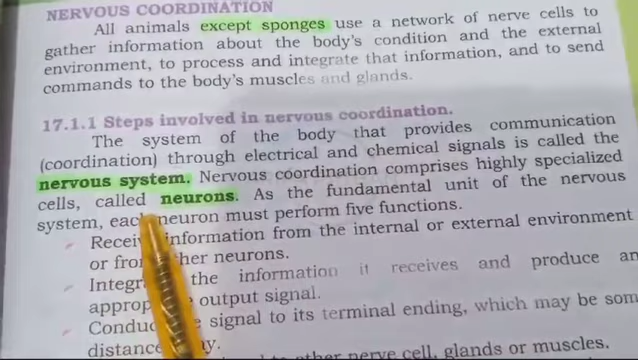 NERVOUS COORDINATION
All animals except sponges use a network of nerve cells to
gather information about the body's condition and the external
environment, to process and integrate that information, and to send
commands to the body's muscles and glands.
17.1.1 Steps involved in nervous coordination.
The system of the body that provides communication
(coordination) through electrical and chemical signals is called the
nervous system. Nervous coordination comprises highly specialized
cells, called neurons. As the fundamental unit of the nervous
system, each neuron must perform five functions.
information from the internal or external environment
or from other neurons.
the information it receives and produce an
output signal.
signal to its terminal ending, which may be som
distance
other nerve cell, glands or muscles.